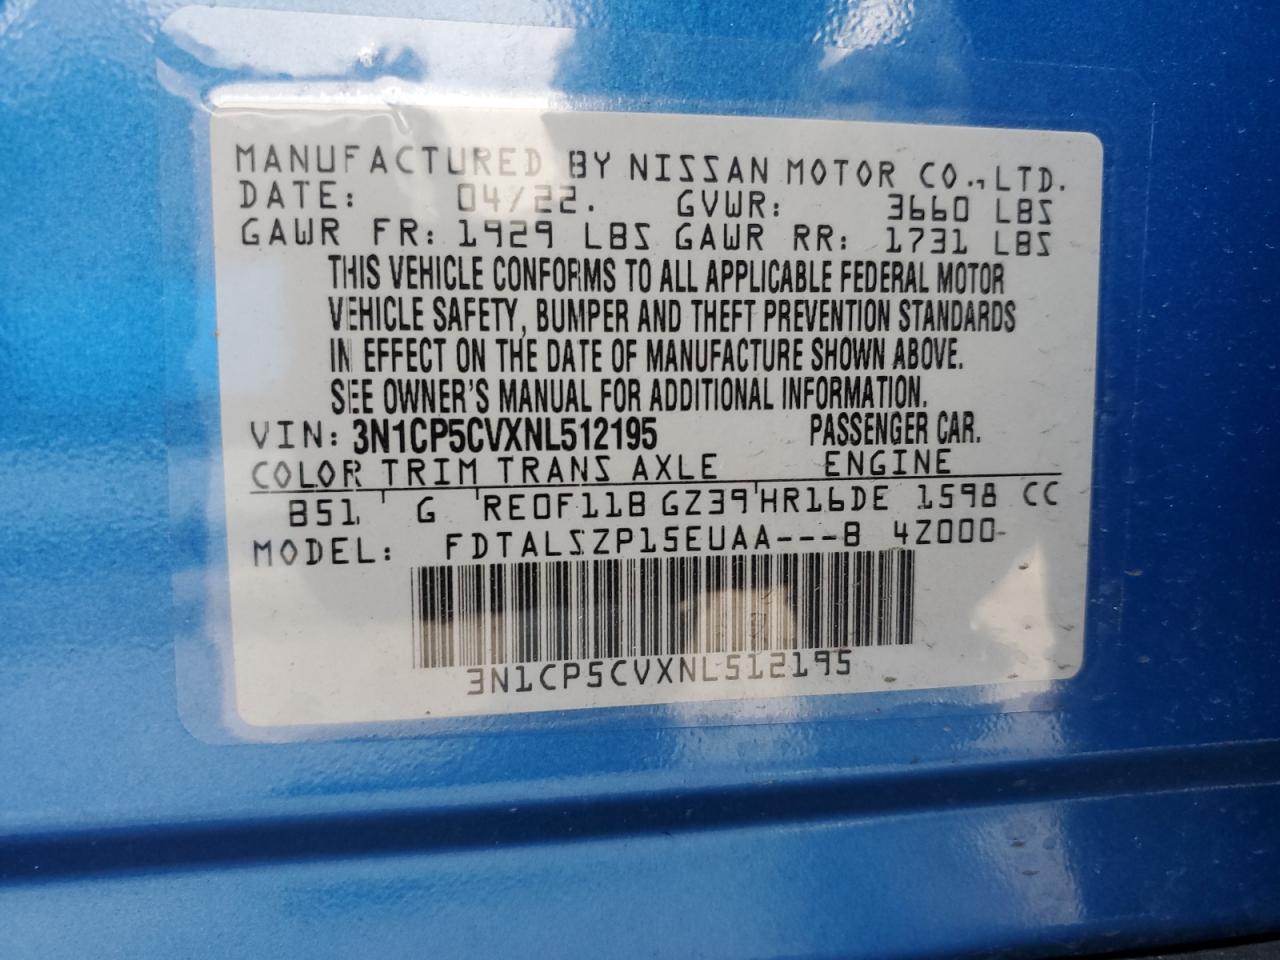 MANUFACTURED BY NISSAN MOTOR CO., LTD.
DATE: 04/22. GVWR: 3660 LBS
GAWR FR: 1929 LBS GAWR RR: 1731 LBS
THIS VEHICLE CONFORMS TO ALL APPLICABLE FEDERAL MOTOR
VEHICLE SAFETY, BUMPER AND THEFT PREVENTION STANDARDS
IN EFFECT ON THE DATE OF MANUFACTURE SHOWN ABOVE.
SEE OWNER'S MANUAL FOR ADDITIONAL INFORMATION.
VIN: 3N1CP5CVXNL512195 PASSENGER CAR.
COLOR TRIM TRANS AXLE ENGINE
B51 G RE0F11B GZ39 HR16DE 1598 CC
MODEL: FDTALSZP15EUAA---B 4Z000-
3N1CP5CVXNL512195